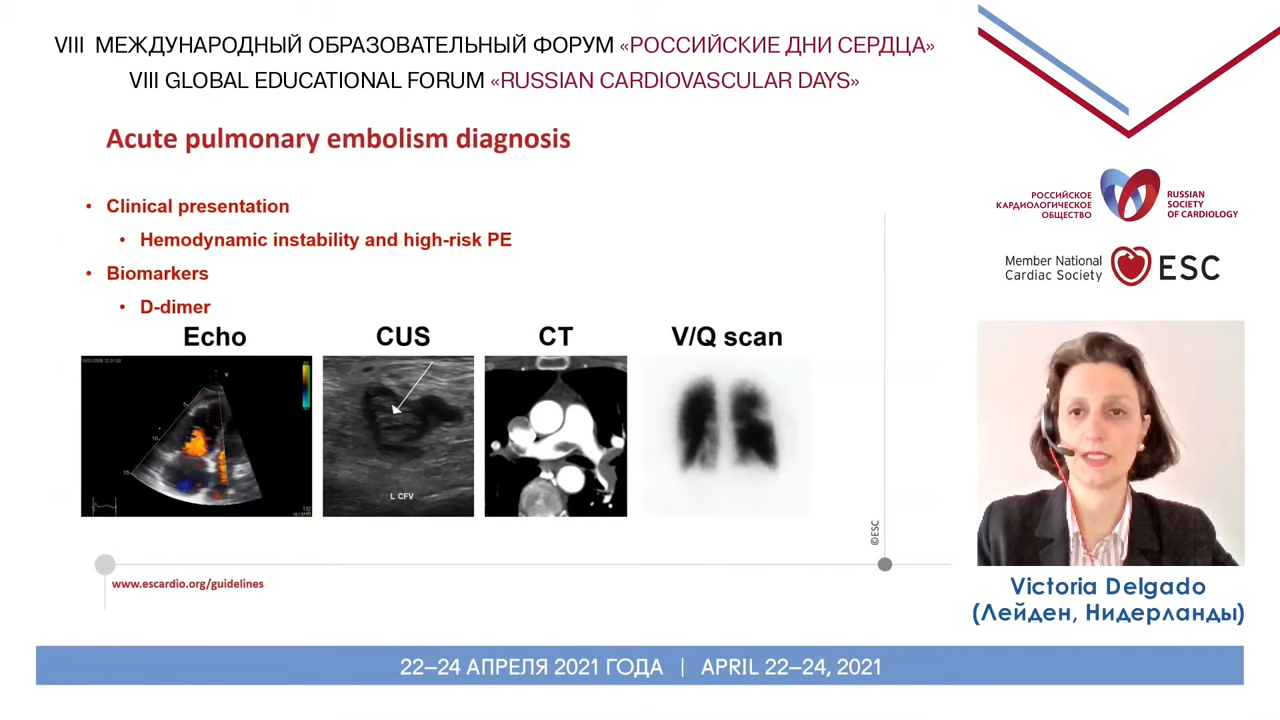 VIII МЕЖДУНАРОДНЫЙ ОБРАЗОВАТЕЛЬНЫЙ ФОРУМ «РОССИЙСКИЕ ДНИ СЕРДЦА»
VIII GLOBAL EDUCATIONAL FORUM «RUSSIAN CARDIOVASCULAR DAYS»
Acute pulmonary embolism diagnosis
• Clinical presentation
• Hemodynamic instability and high-risk PE
• Biomarkers
• D-dimer
Echo CUS CT V/Q scan
V
5
10
15
L CFV
©ESC
www.escardio.org/guidelines
РОССИЙСКОЕ
КАРДИОЛОГИЧЕСКОЕ
ОБЩЕСТВО
RUSSIAN
SOCIETY
OF CARDIOLOGY
Member National
Cardiac Society
ESC
Victoria Delgado
(Лейден, Нидерланды)
22–24 АПРЕЛЯ 2021 ГОДА | APRIL 22–24, 2021